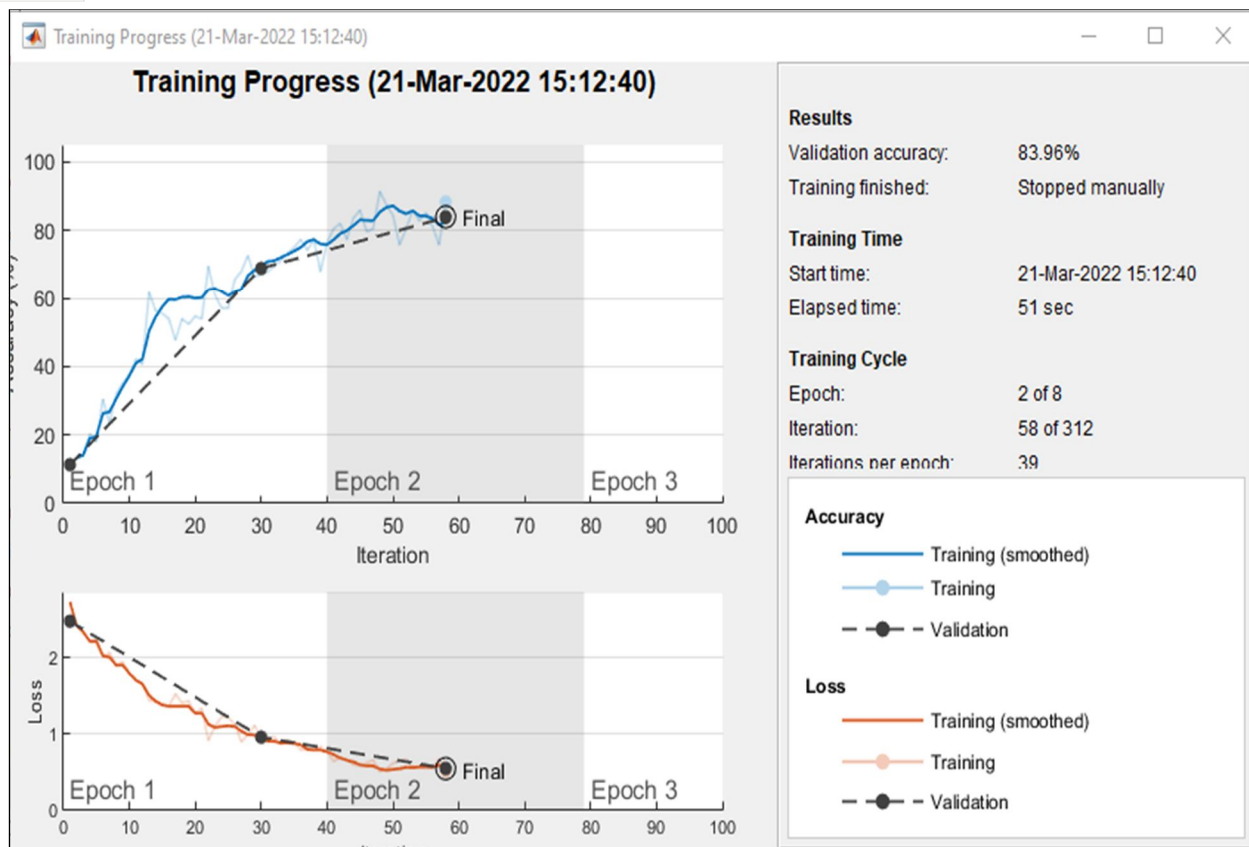 Training Progress (21-Mar-2022 15:12:40)
Training Progress (21-Mar-2022 15:12:40)
100
80
60
40
20
0
Final
Epoch 1
Epoch 2
Epoch 3
0 10 20 30 40 50 60 70 80 90 100
Iteration
Loss
2
1
0
Final
Epoch 1
Epoch 2
Epoch 3
0 10 20 30 40 50 60 70 80 90 100
Results
Validation accuracy: 83.96%
Training finished: Stopped manually
Training Time
Start time: 21-Mar-2022 15:12:40
Elapsed time: 51 sec
Training Cycle
Epoch: 2 of 8
Iteration: 58 of 312
Iterations per epoch: 39
Accuracy
Training (smoothed)
Training
Validation
Loss
Training (smoothed)
Training
Validation